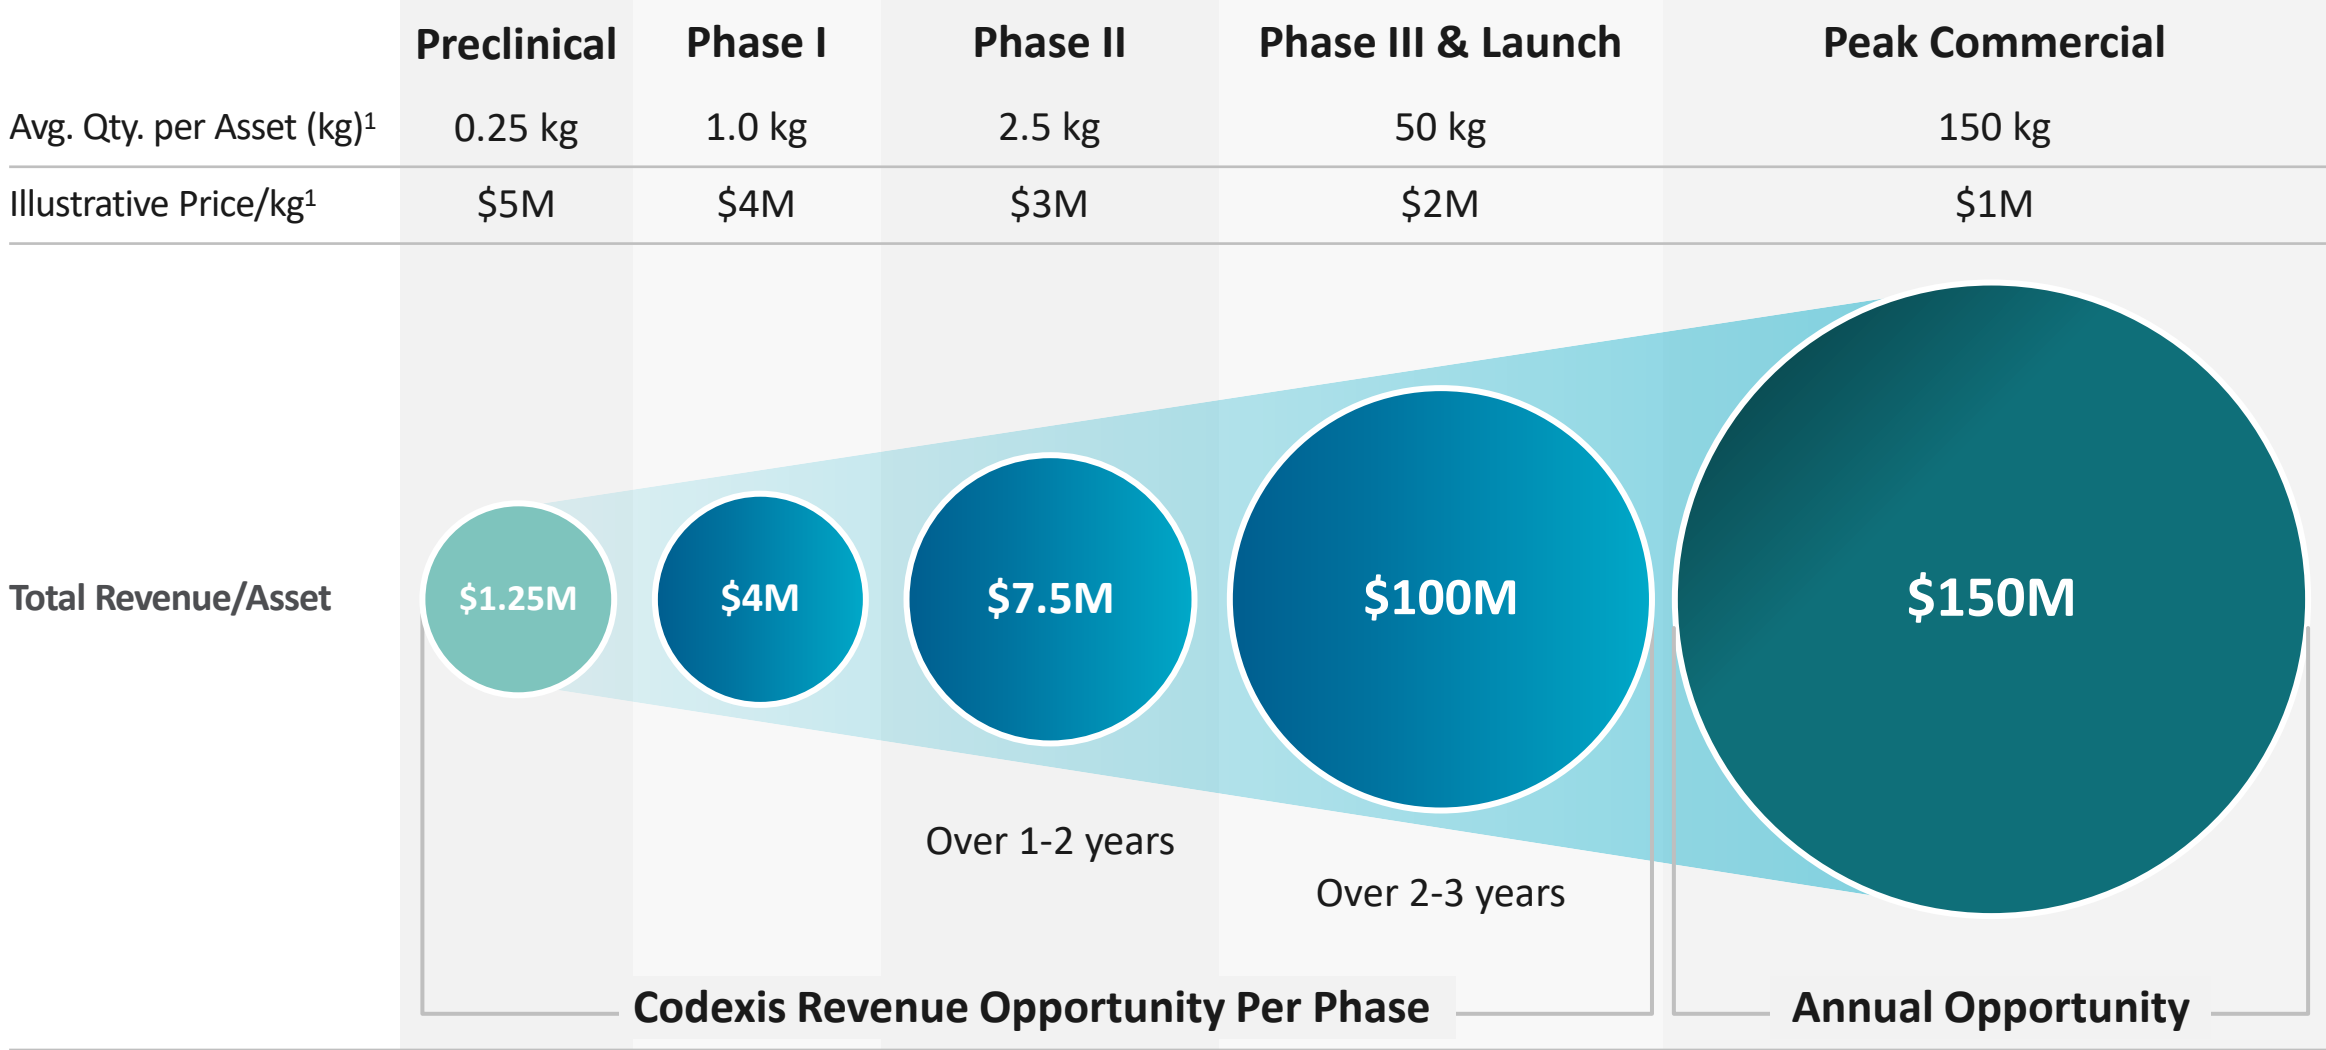 Preclinical Phase I Phase II Phase III & Launch Peak Commercial
Avg. Qty. per Asset (kg)¹ 0.25 kg 1.0 kg 2.5 kg 50 kg 150 kg
Illustrative Price/kg¹ $5M $4M $3M $2M $1M
Total Revenue/Asset $1.25M $4M $7.5M $100M $150M
Over 1-2 years
Over 2-3 years
Codexis Revenue Opportunity Per Phase Annual Opportunity